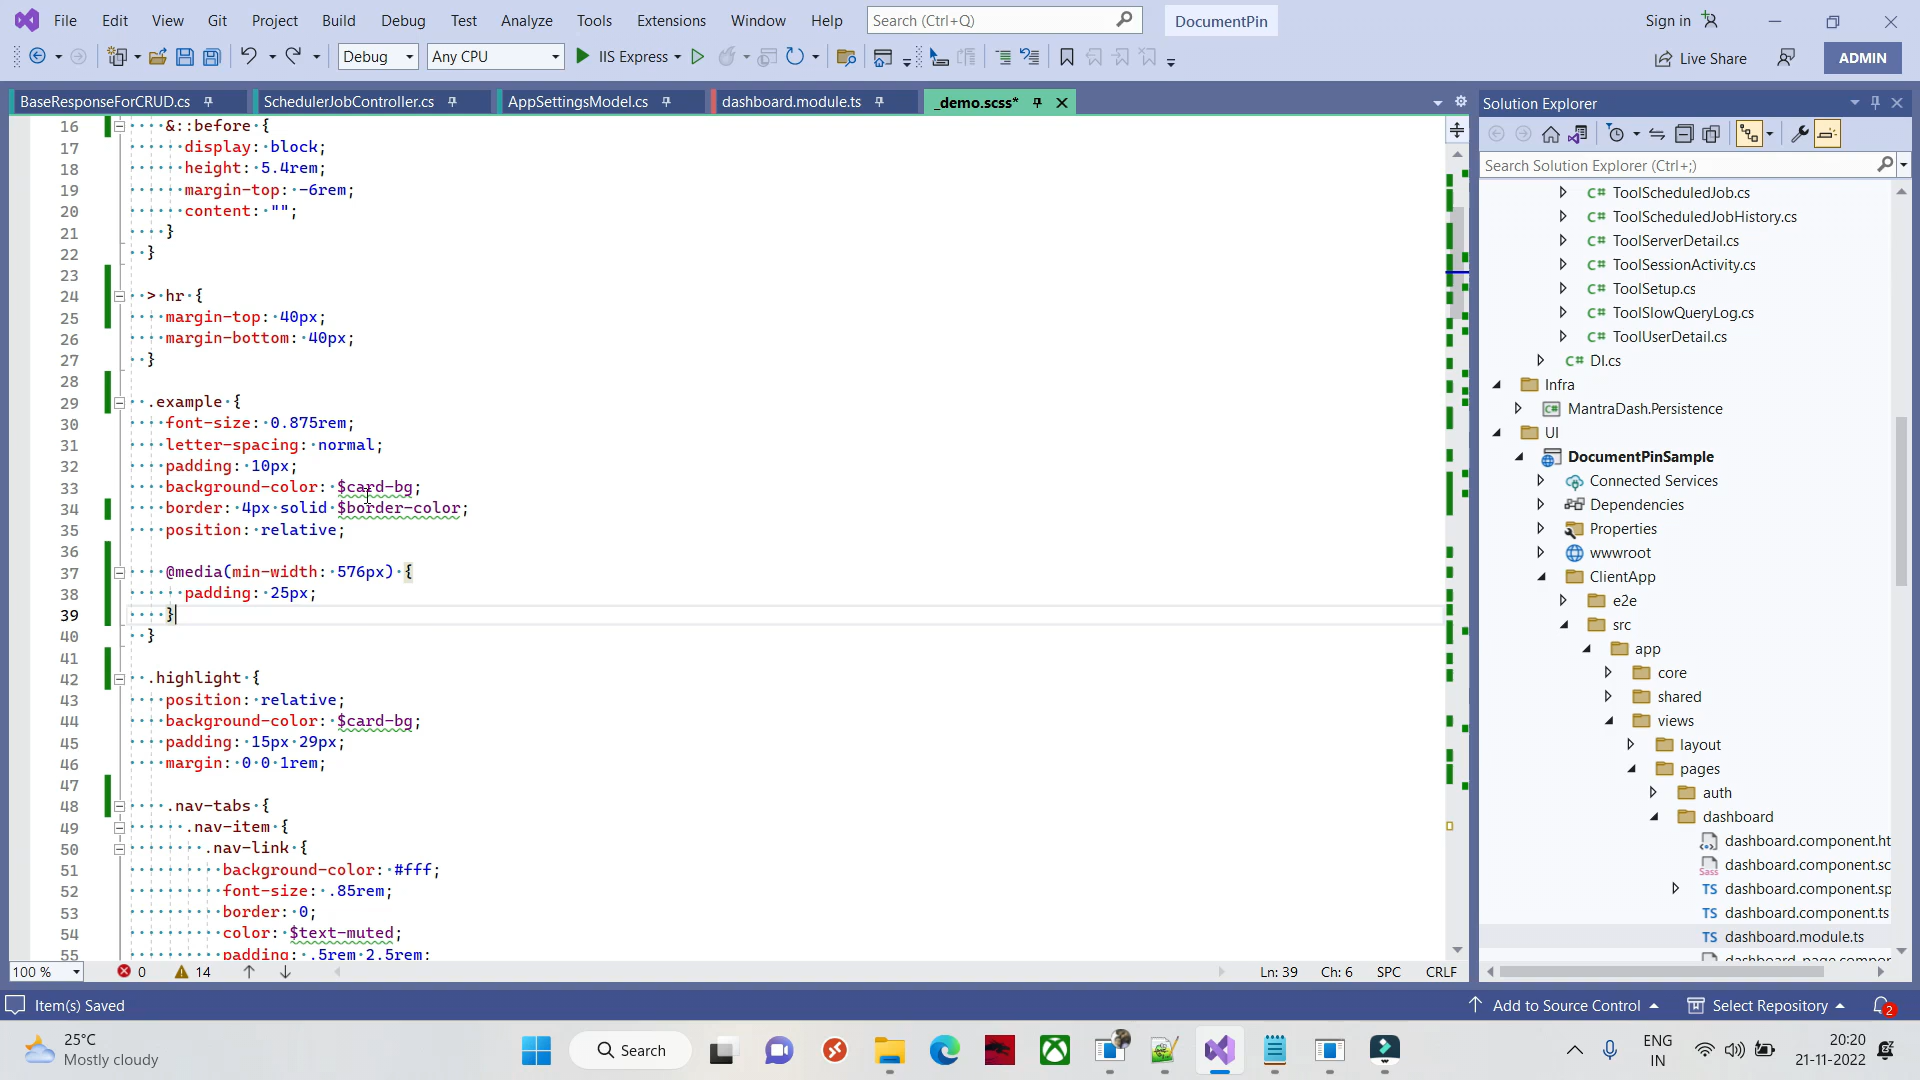 File Edit View Git Project Build Debug Test Analyze Tools Extensions Window Help Search (Ctrl+Q) DocumentPin Sign in
Debug Any CPU IIS Express Live Share ADMIN
BaseResponseForCRUD.cs SchedulerJobController.cs AppSettingsModel.cs dashboard.module.ts _demo.scss*
16 &::before {
17 display: block;
18 height: 5.4rem;
19 margin-top: -6rem;
20 content: "";
21 }
22 }
23
24 > hr {
25 margin-top: 40px;
26 margin-bottom: 40px;
27 }
28
29 .example {
30 font-size: 0.875rem;
31 letter-spacing: normal;
32 padding: 10px;
33 background-color: $card-bg;
34 border: 4px solid $border-color;
35 position: relative;
36
37 @media(min-width: 576px) {
38 padding: 25px;
39 }
40 }
41
42 .highlight {
43 position: relative;
44 background-color: $card-bg;
45 padding: 15px 29px;
46 margin: 0 0 1rem;
47
48 .nav-tabs {
49 .nav-item {
50 .nav-link {
51 background-color: #fff;
52 font-size: .85rem;
53 border: 0;
54 color: $text-muted;
55 padding: .5rem 2.5rem;
100 % 0 14 Ln: 39 Ch: 6 SPC CRLF
Solution Explorer
Search Solution Explorer (Ctrl+;)
C# ToolScheduledJob.cs
C# ToolScheduledJobHistory.cs
C# ToolServerDetail.cs
C# ToolSessionActivity.cs
C# ToolSetup.cs
C# ToolSlowQueryLog.cs
C# ToolUserDetail.cs
C# DI.cs
Infra
C# MantraDash.Persistence
UI
DocumentPinSample
Connected Services
Dependencies
Properties
wwwroot
ClientApp
e2e
src
app
core
shared
views
layout
pages
auth
dashboard
dashboard.component.ht
Sass dashboard.component.sc
TS dashboard.component.sp
TS dashboard.component.ts
TS dashboard.module.ts
Item(s) Saved Add to Source Control Select Repository 2
25°C
Mostly cloudy
Search
ENG
IN
20:20
21-11-2022